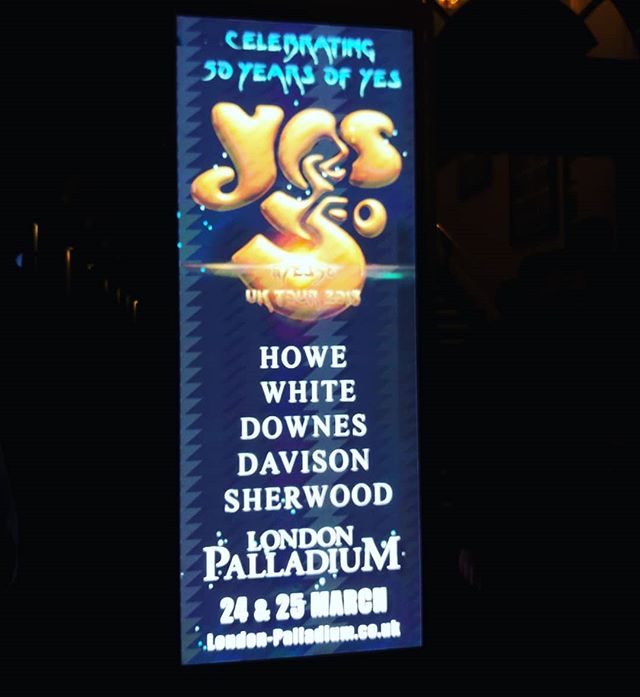 CELEBRATING
50 YEARS OF YES
YES
50
#YES50
UK TOUR 2018
HOWE
WHITE
DOWNES
DAVISON
SHERWOOD
LONDON
PALLADIUM
24 & 25 MARCH
London-Palladium.co.uk